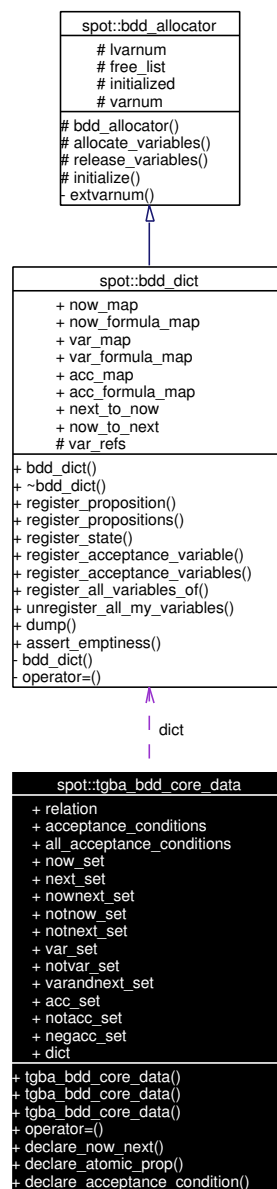 spot::bdd_allocator
# lvarnum
# free_list
# initialized
# varnum
# bdd_allocator()
# allocate_variables()
# release_variables()
# initialize()
- extvarnum()
spot::bdd_dict
+ now_map
+ now_formula_map
+ var_map
+ var_formula_map
+ acc_map
+ acc_formula_map
+ next_to_now
+ now_to_next
# var_refs
+ bdd_dict()
+ ~bdd_dict()
+ register_proposition()
+ register_propositions()
+ register_state()
+ register_acceptance_variable()
+ register_acceptance_variables()
+ register_all_variables_of()
+ unregister_all_my_variables()
+ dump()
+ assert_emptiness()
- bdd_dict()
- operator=()
dict
spot::tgba_bdd_core_data
+ relation
+ acceptance_conditions
+ all_acceptance_conditions
+ now_set
+ next_set
+ nownext_set
+ notnow_set
+ notnext_set
+ var_set
+ notvar_set
+ varandnext_set
+ acc_set
+ notacc_set
+ negacc_set
+ dict
+ tgba_bdd_core_data()
+ tgba_bdd_core_data()
+ tgba_bdd_core_data()
+ operator=()
+ declare_now_next()
+ declare_atomic_prop()
+ declare_acceptance_condition()